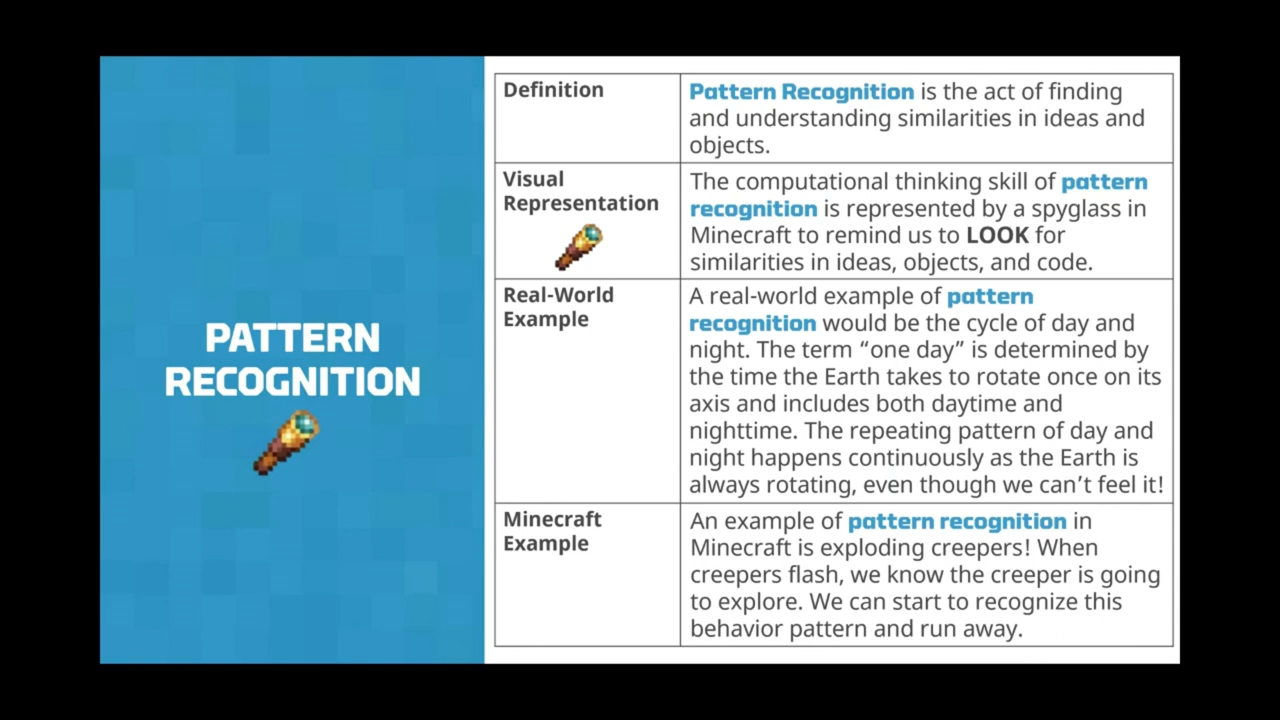 PATTERN
RECOGNITION
Definition
Pattern Recognition is the act of finding
and understanding similarities in ideas and
objects.
Visual
Representation
The computational thinking skill of pattern
recognition is represented by a spyglass in
Minecraft to remind us to LOOK for
similarities in ideas, objects, and code.
Real-World
Example
A real-world example of pattern
recognition would be the cycle of day and
night. The term “one day” is determined by
the time the Earth takes to rotate once on its
axis and includes both daytime and
nighttime. The repeating pattern of day and
night happens continuously as the Earth is
always rotating, even though we can’t feel it!
Minecraft
Example
An example of pattern recognition in
Minecraft is exploding creepers! When
creepers flash, we know the creeper is going
to explore. We can start to recognize this
behavior pattern and run away.